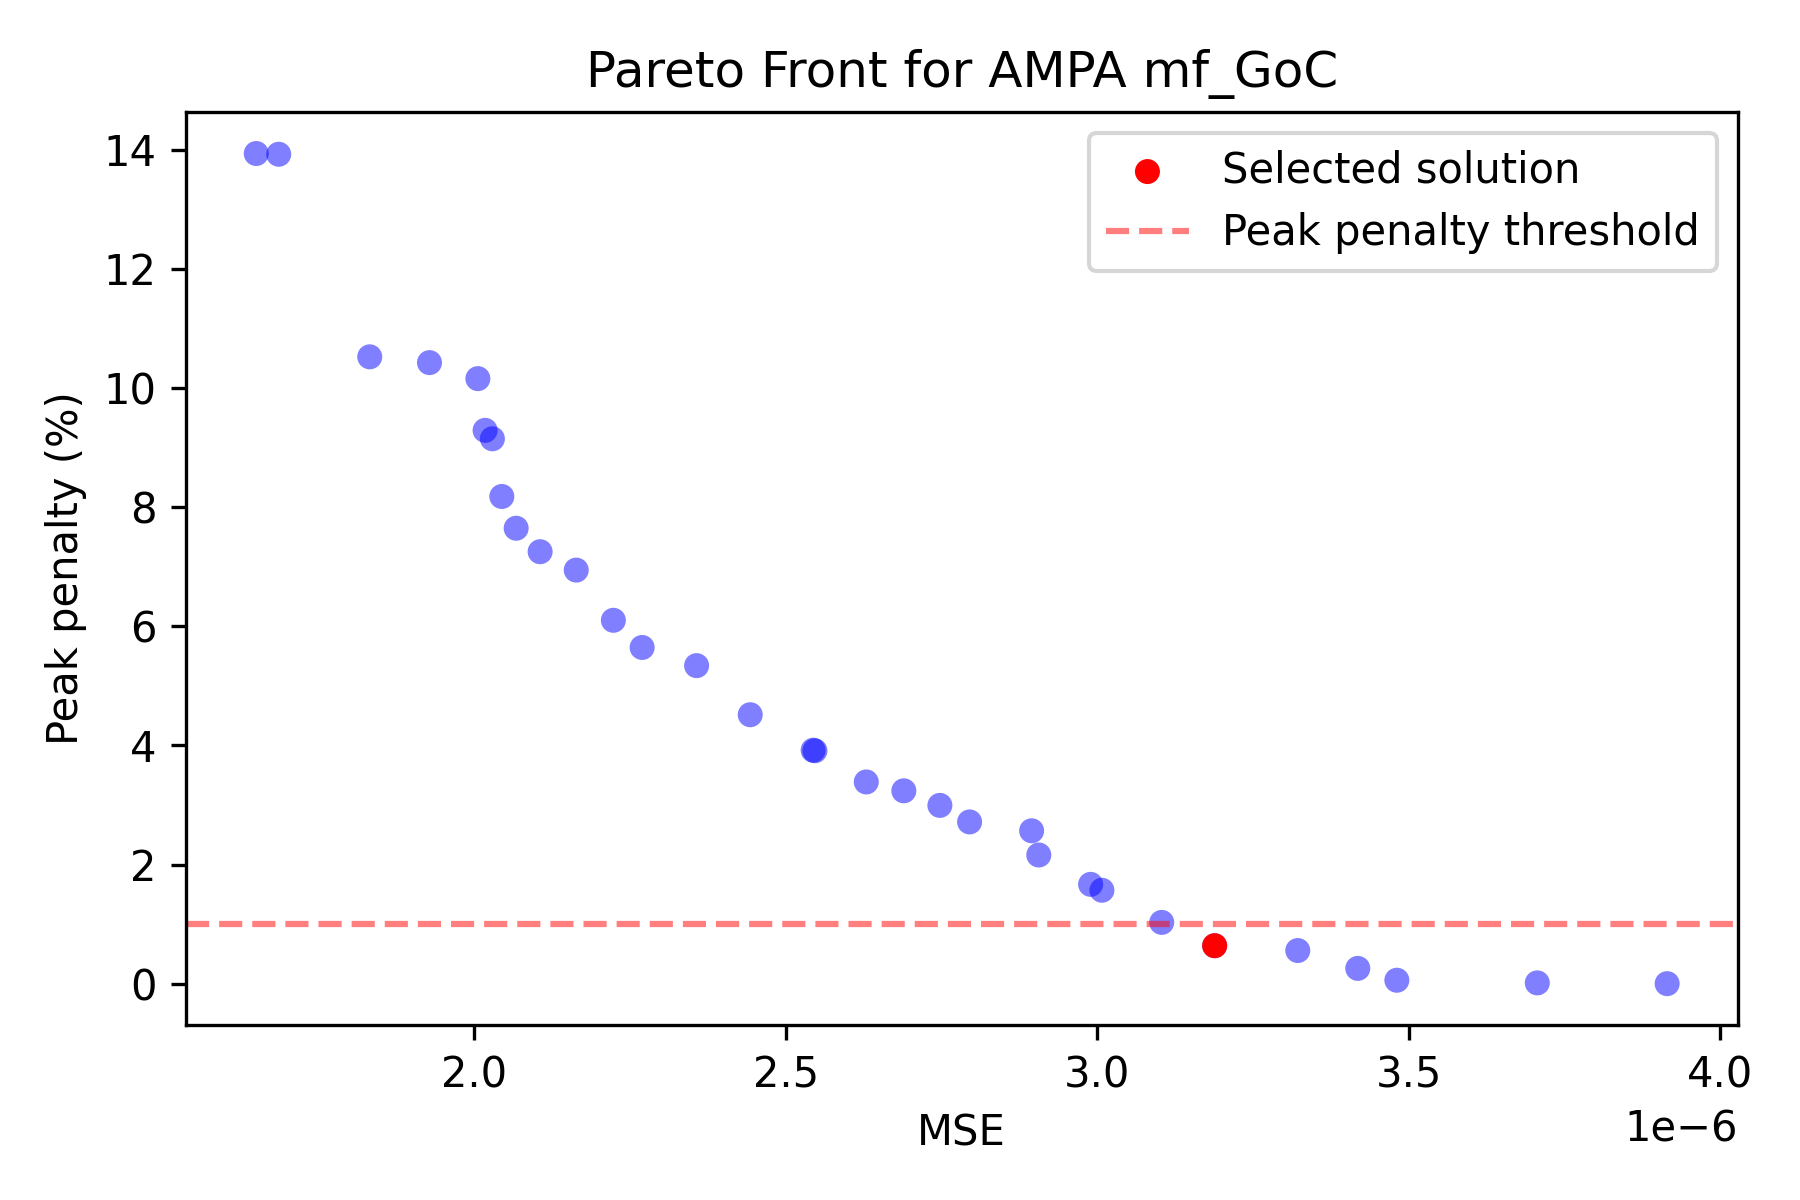 Pareto Front for AMPA mf_GoC
Selected solution
Peak penalty threshold
Peak penalty (%)
14
12
10
8
6
4
2
0
2.0 2.5 3.0 3.5 4.0
1e−6
MSE